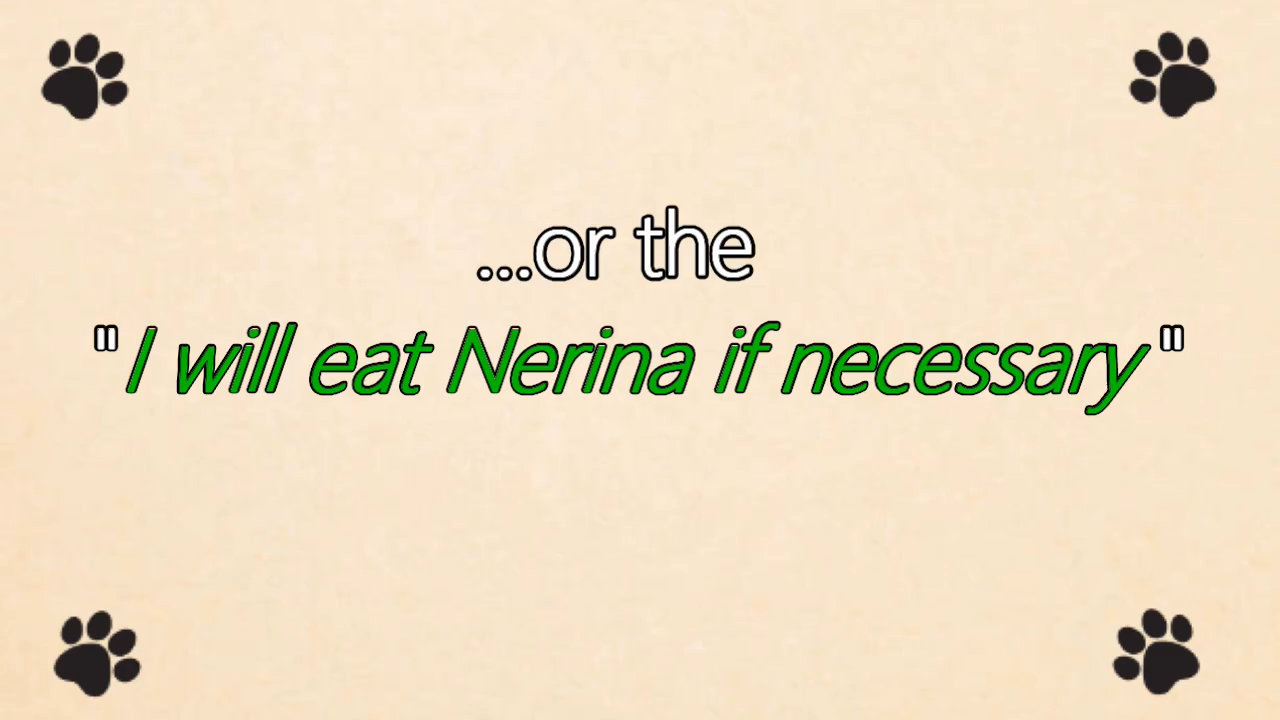 ...or the
"I will eat Nerina if necessary"